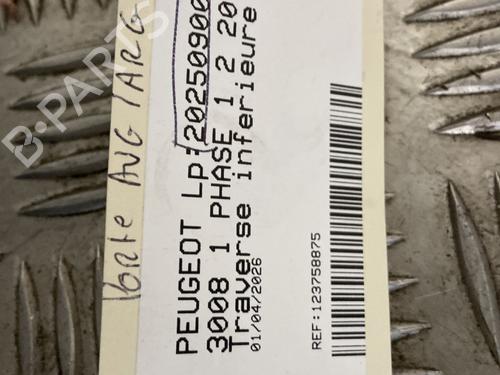 Porte AVG / ARG
PEUGEOT Lp:20250900
3008 1 PHASE 1 2 20
Traverse inferieure
01/04/2026
REF:123758875